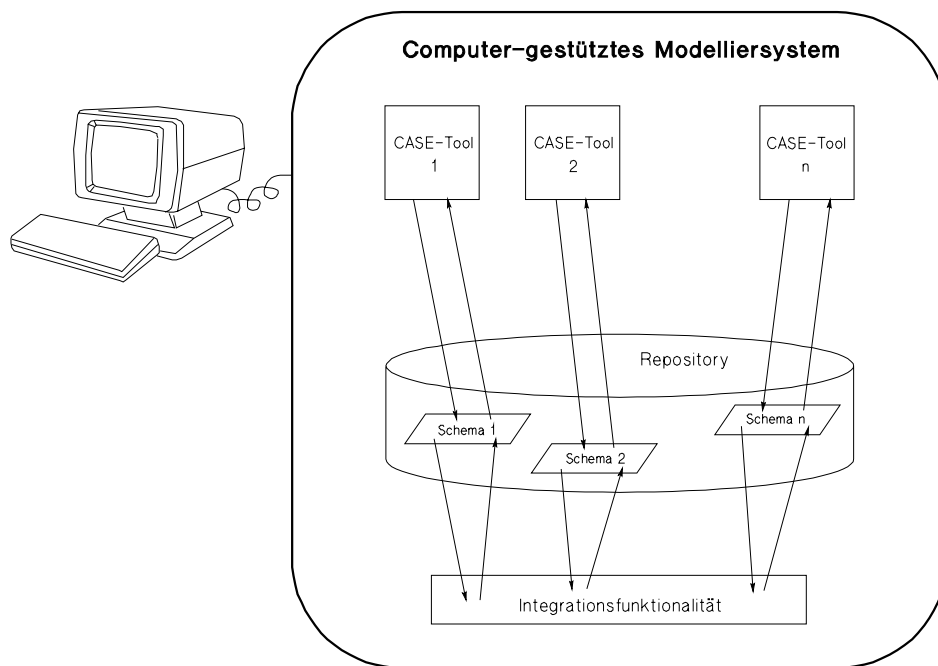 Computer-gestütztes Modelliersystem
CASE-Tool
1
CASE-Tool
2
CASE-Tool
n
Repository
Schema 1
Schema 2
Schema n
Integrationsfunktionalität